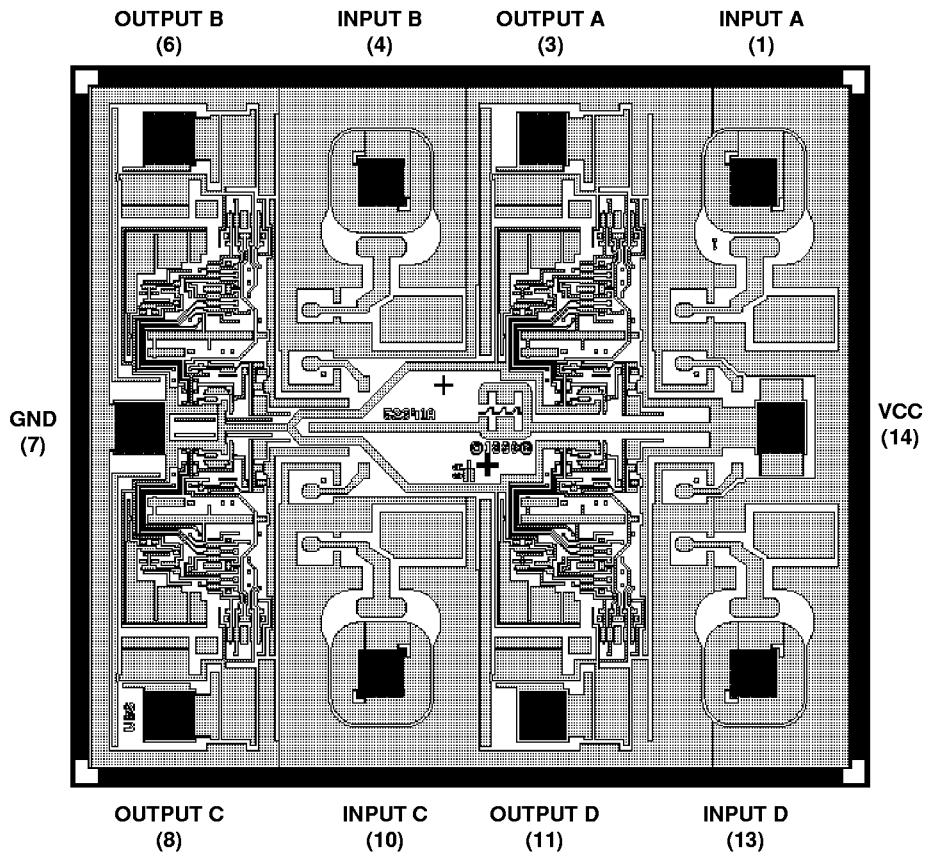 OUTPUT B
(6)
INPUT B
(4)
OUTPUT A
(3)
INPUT A
(1)
GND
(7)
VCC
(14)
OUTPUT C
(8)
INPUT C
(10)
OUTPUT D
(11)
INPUT D
(13)